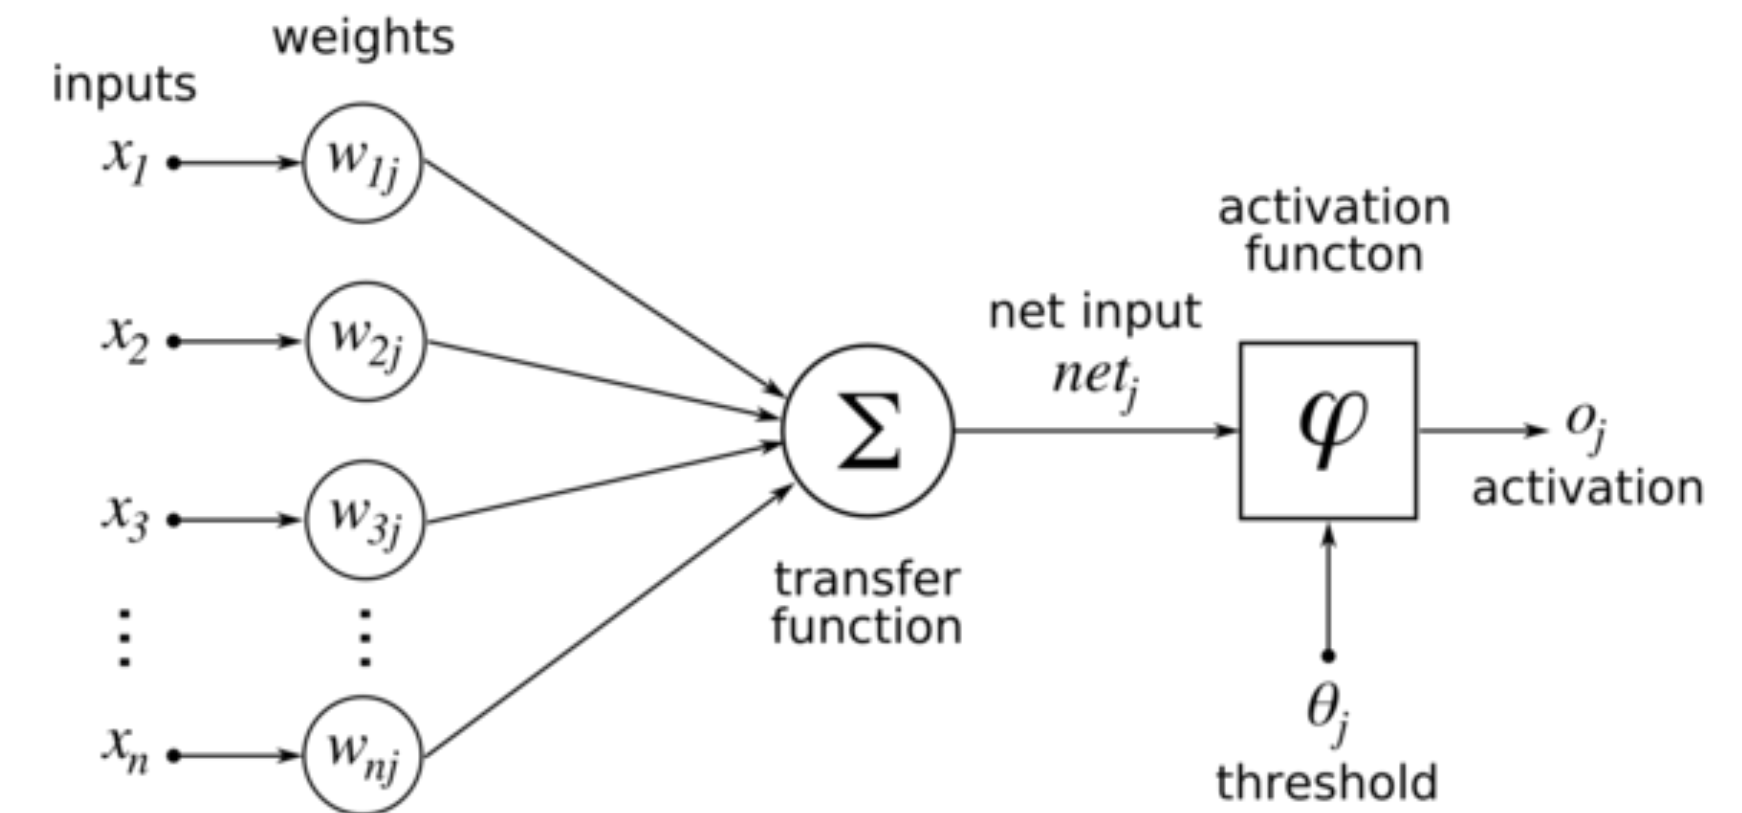 weights
inputs
x₁ w₁ⱼ
x₂ w₂ⱼ
x₃ w₃ⱼ
⋮ ⋮
xₙ wₙⱼ
Σ
transfer
function
net input
netⱼ
activation
functon
φ
oⱼ
activation
θⱼ
threshold